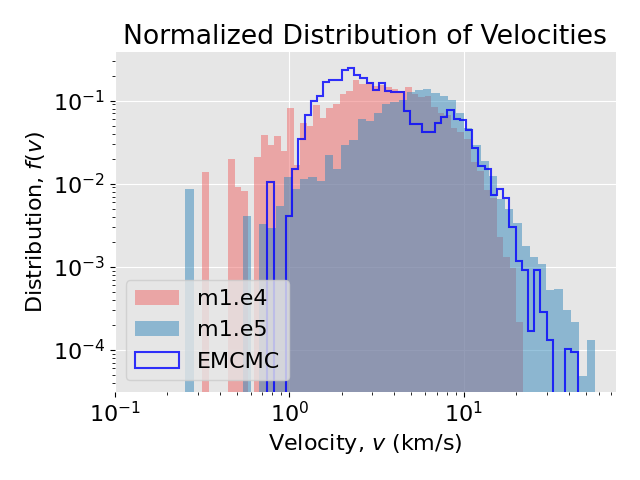 Normalized Distribution of Velocities
Distribution, f(v)
10⁻¹
10⁻²
10⁻³
10⁻⁴
m1.e4
m1.e5
EMCMC
10⁻¹ 10⁰ 10¹
Velocity, v (km/s)